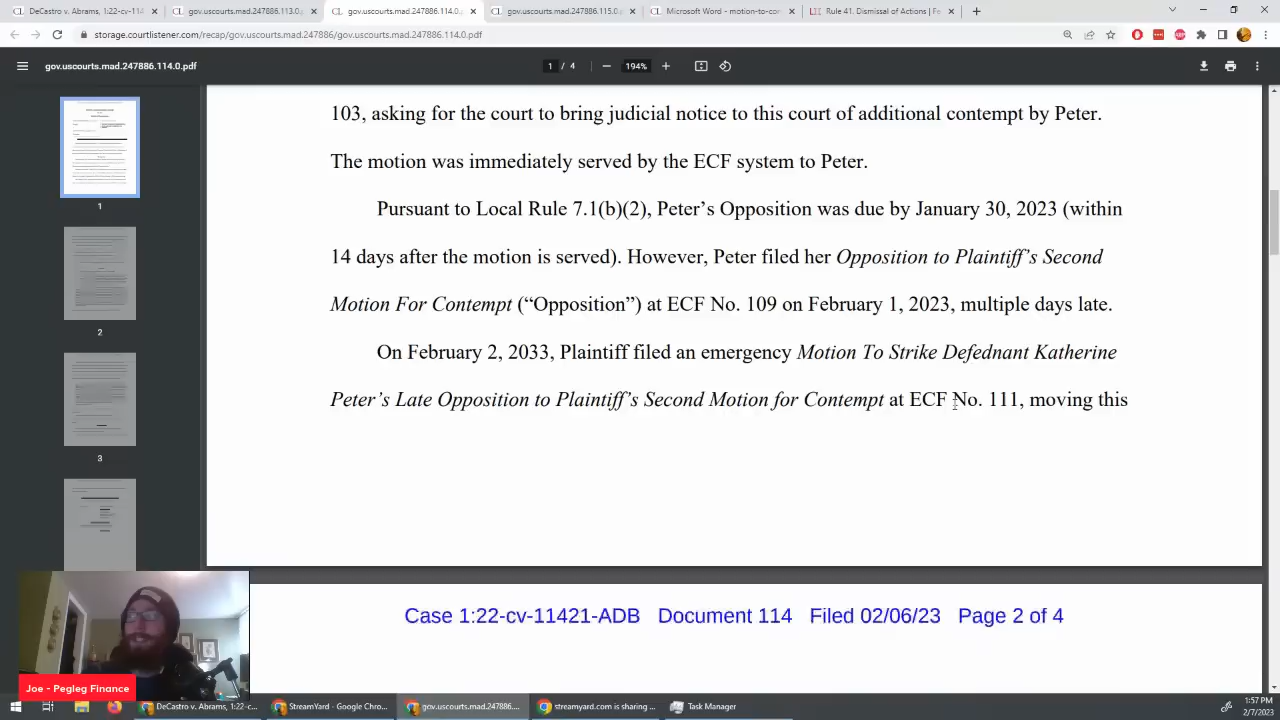 DeCastro v. Abrams, 1:22-cv-114
gov.uscourts.mad.247886.113.0
gov.uscourts.mad.247886.114.0
gov.uscourts.mad.247886.115.0
Microsoft Word - motion-to-con
Rule 41. Dismissal of Actions | Fe
storage.courtlistener.com/recap/gov.uscourts.mad.247886/gov.uscourts.mad.247886.114.0.pdf
gov.uscourts.mad.247886.114.0.pdf
1 / 4
194%
103, asking for the court to bring judicial notice to this court of additional contempt by Peter.
The motion was immediately served by the ECF system to Peter.
Pursuant to Local Rule 7.1(b)(2), Peter’s Opposition was due by January 30, 2023 (within
14 days after the motion is served). However, Peter filed her Opposition to Plaintiff’s Second
Motion For Contempt (“Opposition”) at ECF No. 109 on February 1, 2023, multiple days late.
On February 2, 2033, Plaintiff filed an emergency Motion To Strike Defednant Katherine
Peter’s Late Opposition to Plaintiff’s Second Motion for Contempt at ECF No. 111, moving this
1
2
3
Case 1:22-cv-11421-ADB Document 114 Filed 02/06/23 Page 2 of 4
Joe - Pegleg Finance
DeCastro v. Abrams, 1:22-c...
StreamYard - Google Chro...
gov.uscourts.mad.247886....
streamyard.com is sharing ...
Task Manager
1:57 PM
2/7/2023